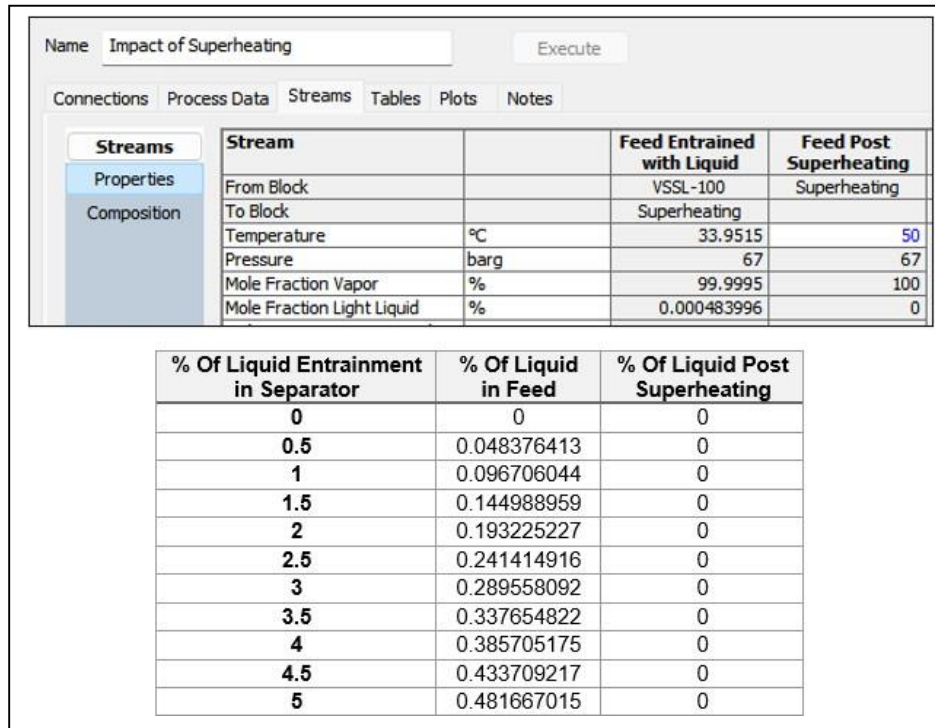 Name Impact of Superheating Execute
Connections Process Data Streams Tables Plots Notes
Streams
Properties
Composition
Stream Feed Entrained with Liquid Feed Post Superheating
From Block VSSL-100 Superheating
To Block Superheating
Temperature ºC 33.9515 50
Pressure barg 67 67
Mole Fraction Vapor % 99.9995 100
Mole Fraction Light Liquid % 0.000483996 0
% Of Liquid Entrainment in Separator % Of Liquid in Feed % Of Liquid Post Superheating
0 0 0
0.5 0.048376413 0
1 0.096706044 0
1.5 0.144988959 0
2 0.193225227 0
2.5 0.241414916 0
3 0.289558092 0
3.5 0.337654822 0
4 0.385705175 0
4.5 0.433709217 0
5 0.481667015 0